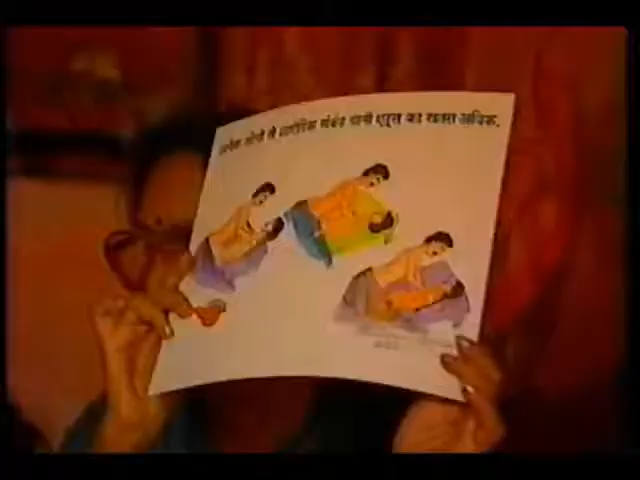 अनेक लोगों से शारीरिक संबंध यानी एड्स का खतरा अधिक.